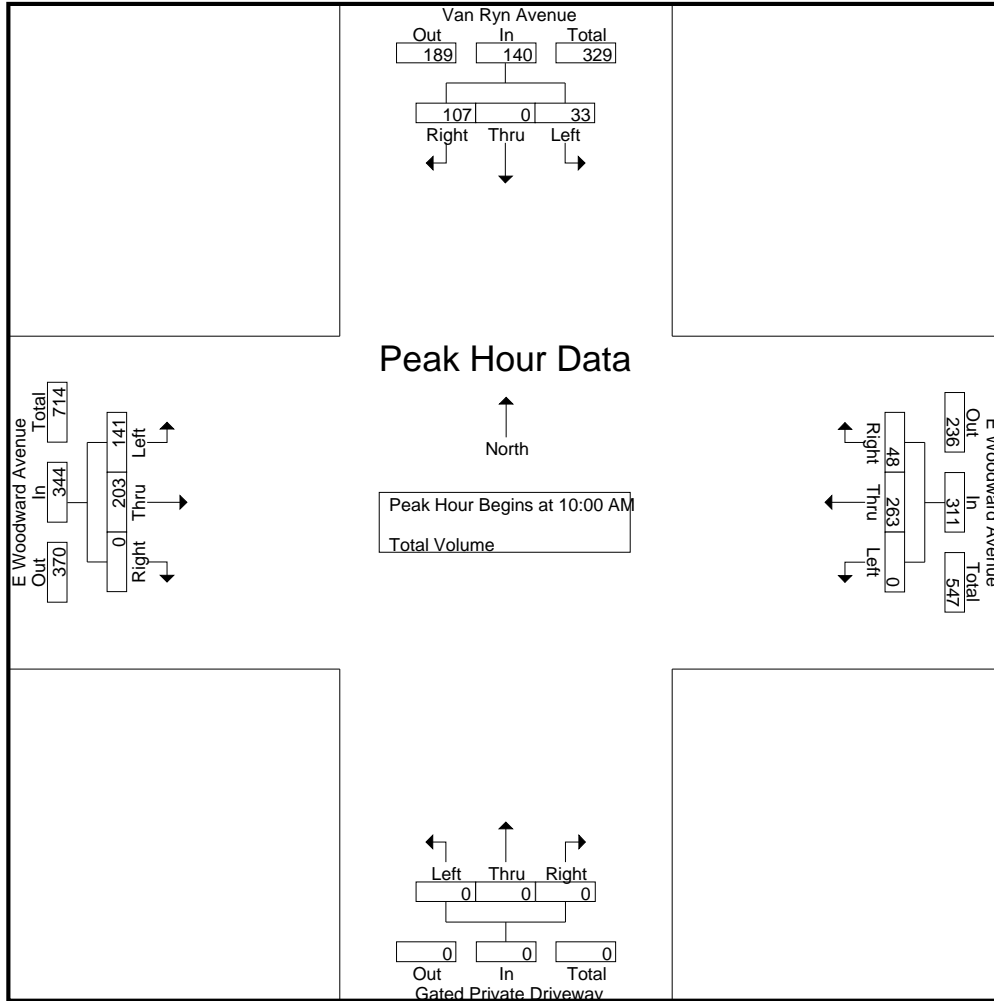 Van Ryn Avenue
Out In Total
189 140 329
107 0 33
Right Thru Left
Peak Hour Data
North
Peak Hour Begins at 10:00 AM
Total Volume
E Woodward Avenue
Total In Out
714 344 370
141 203 0
Left Thru Right
E Woodward Avenue
Out In Total
236 311 547
48 263 0
Right Thru Left
Left Thru Right
0 0 0
0 0 0
Out In Total
Gated Private Driveway